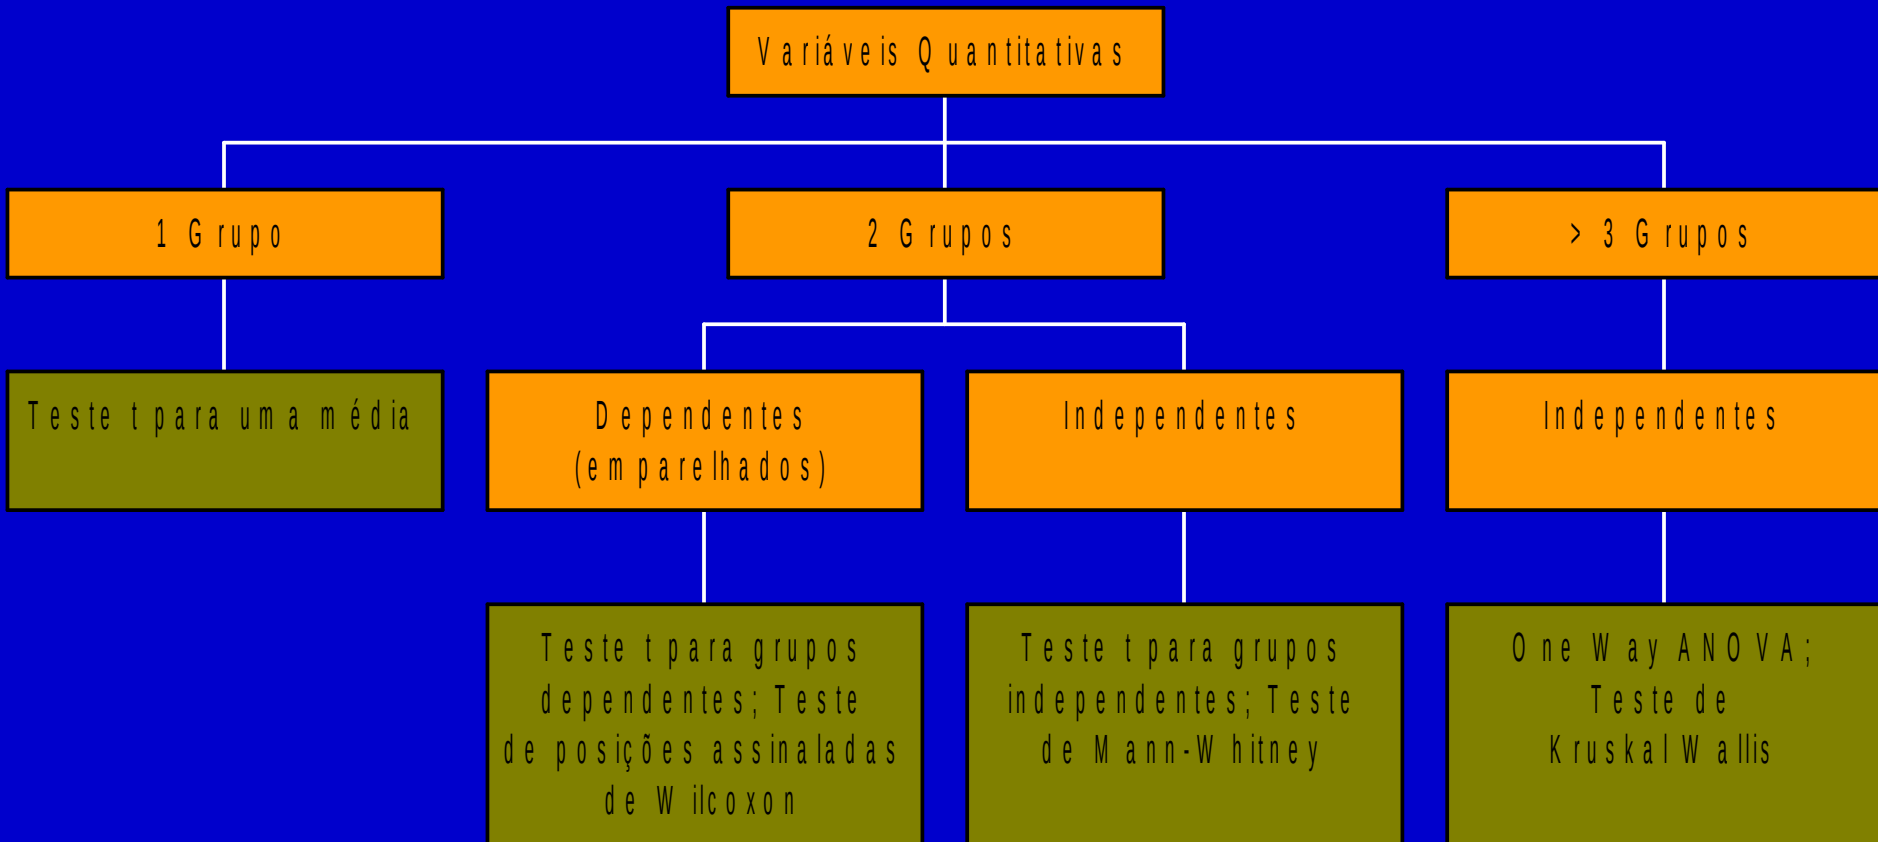 Variáveis Quantitativas
1 Grupo
2 Grupos
> 3 Grupos
Teste t para uma média
Dependentes
(emparelhados)
Independentes
Independentes
Teste t para grupos
dependentes; Teste
de posições assinaladas
de Wilcoxon
Teste t para grupos
independentes; Teste
de Mann-Whitney
One Way ANOVA;
Teste de
Kruskal Wallis